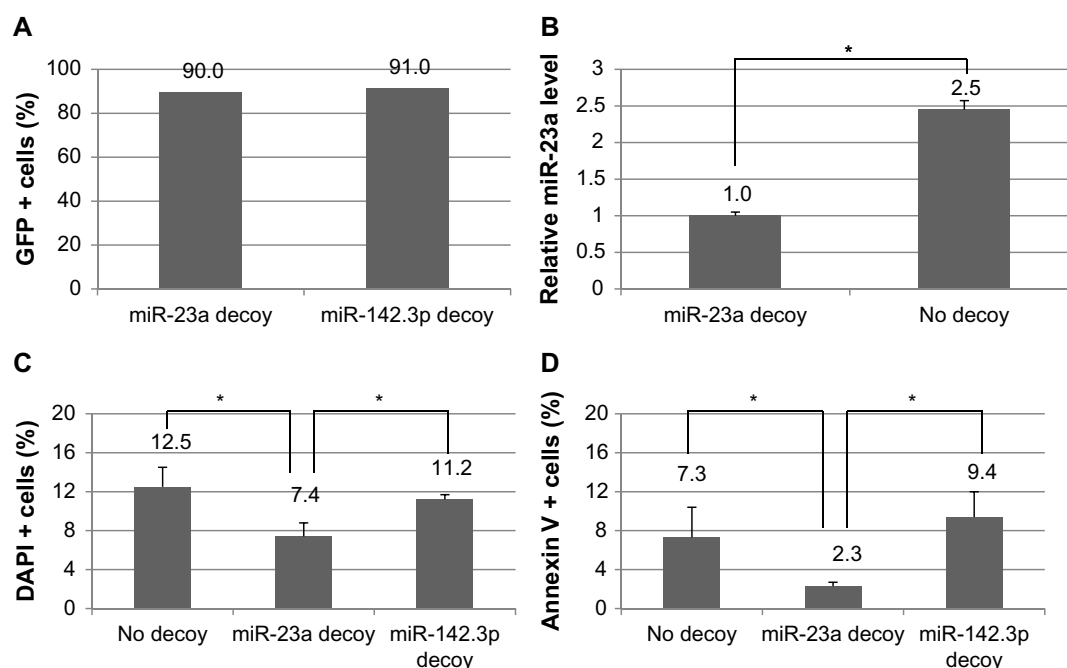 A
GFP + cells (%)
100
80
60
40
20
0
90.0
91.0
miR-23a decoy
miR-142.3p decoy
B
Relative miR-23a level
3
2.5
2
1.5
1
0.5
0
*
1.0
2.5
miR-23a decoy
No decoy
C
DAPI + cells (%)
20
16
12
8
4
0
*
*
12.5
7.4
11.2
No decoy
miR-23a decoy
miR-142.3p
decoy
D
Annexin V + cells (%)
20
16
12
8
4
0
*
*
7.3
2.3
9.4
No decoy
miR-23a decoy
miR-142.3p
decoy